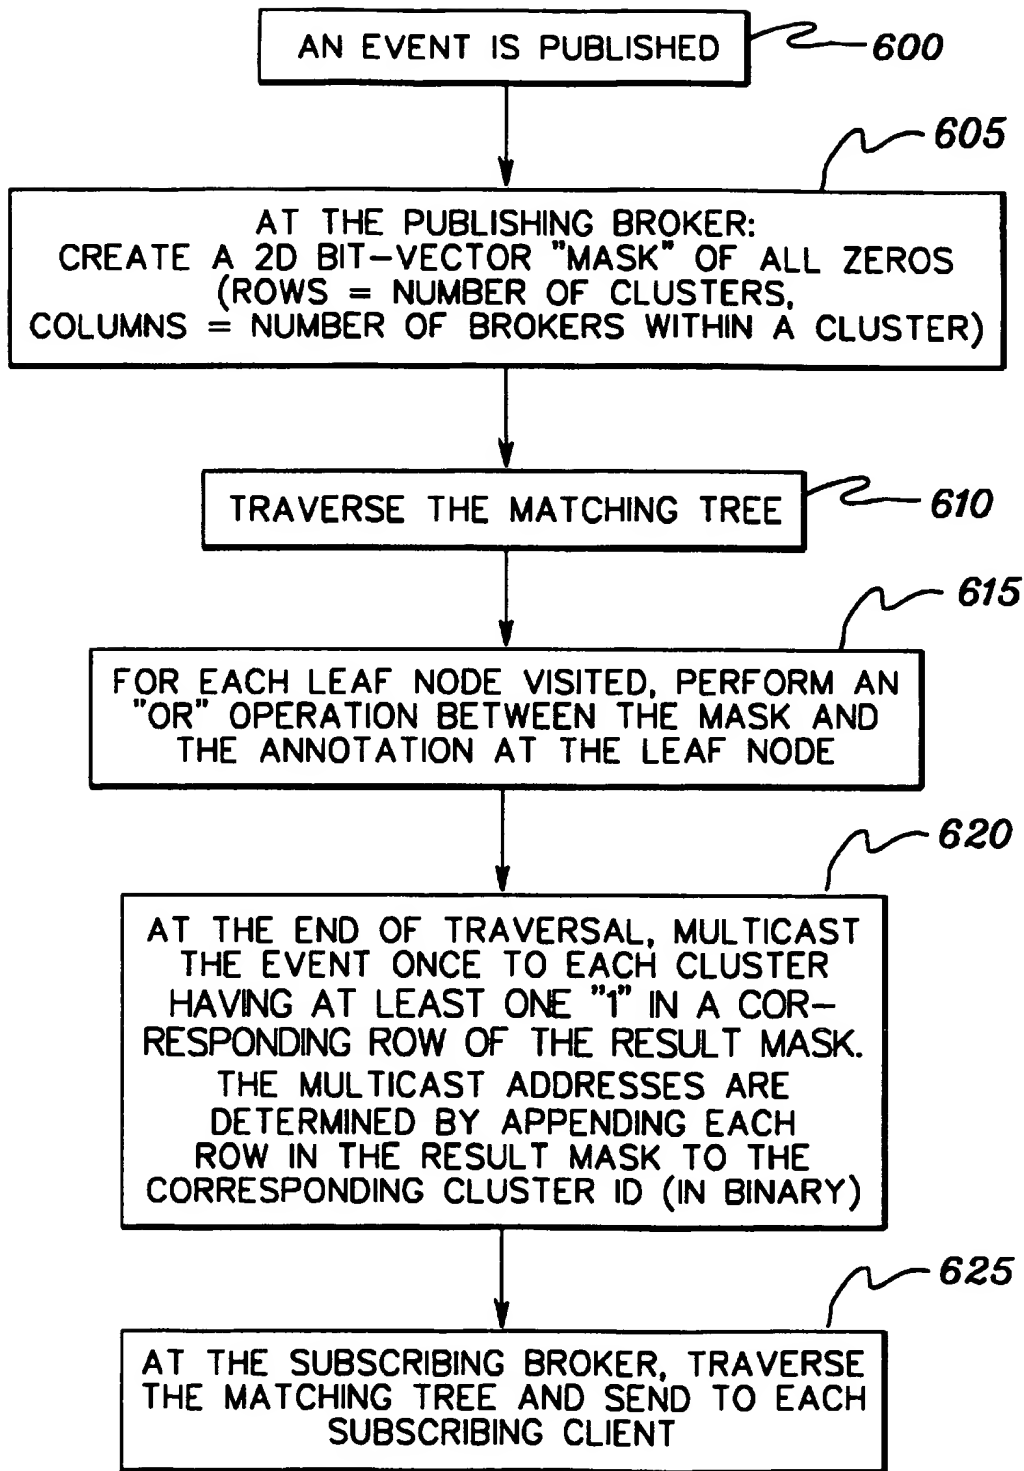 AN EVENT IS PUBLISHED
600
605
AT THE PUBLISHING BROKER:
CREATE A 2D BIT-VECTOR "MASK" OF ALL ZEROS
(ROWS = NUMBER OF CLUSTERS,
COLUMNS = NUMBER OF BROKERS WITHIN A CLUSTER)
TRAVERSE THE MATCHING TREE
610
615
FOR EACH LEAF NODE VISITED, PERFORM AN
"OR" OPERATION BETWEEN THE MASK AND
THE ANNOTATION AT THE LEAF NODE
620
AT THE END OF TRAVERSAL, MULTICAST
THE EVENT ONCE TO EACH CLUSTER
HAVING AT LEAST ONE "1" IN A COR-
RESPONDING ROW OF THE RESULT MASK.
THE MULTICAST ADDRESSES ARE
DETERMINED BY APPENDING EACH
ROW IN THE RESULT MASK TO THE
CORRESPONDING CLUSTER ID (IN BINARY)
625
AT THE SUBSCRIBING BROKER, TRAVERSE
THE MATCHING TREE AND SEND TO EACH
SUBSCRIBING CLIENT